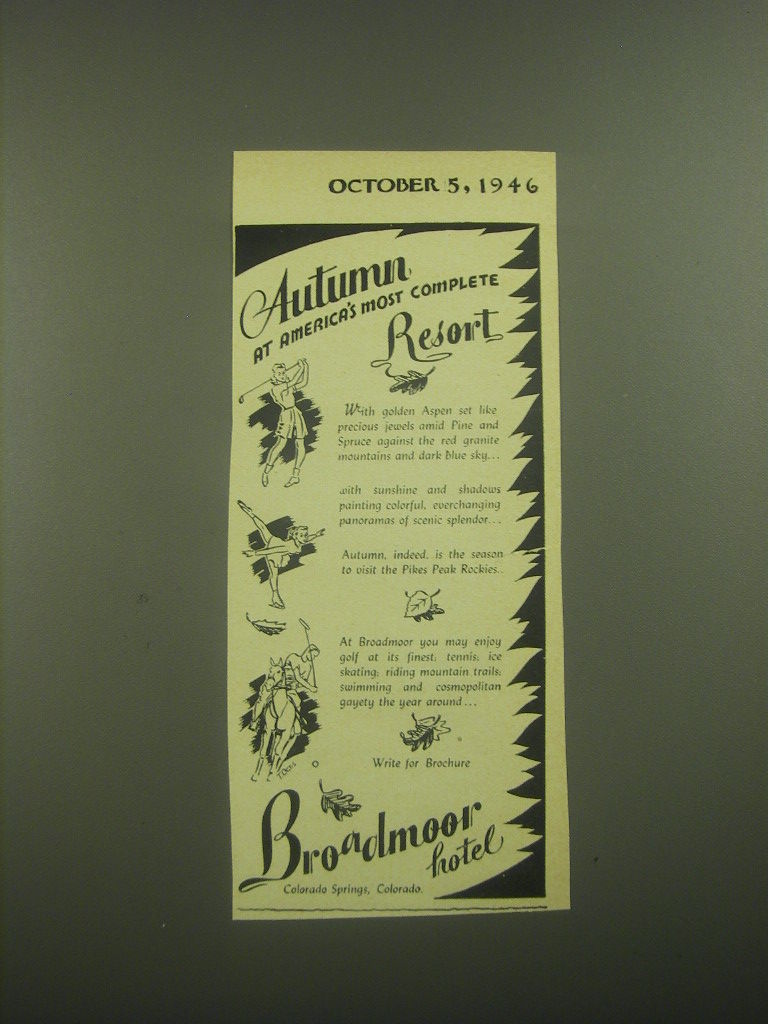 OCTOBER 5, 1946
Autumn
AT AMERICA'S MOST COMPLETE
Resort
With golden Aspen set like
precious jewels amid Pine and
Spruce against the red granite
mountains and dark blue sky...
with sunshine and shadows
painting colorful, everchanging
panoramas of scenic splendor...
Autumn, indeed, is the season
to visit the Pikes Peak Rockies..
At Broadmoor you may enjoy
golf at its finest; tennis; ice
skating; riding mountain trails;
swimming and cosmopolitan
gayety the year around...
Write for Brochure
Broadmoor
hotel
Colorado Springs, Colorado.